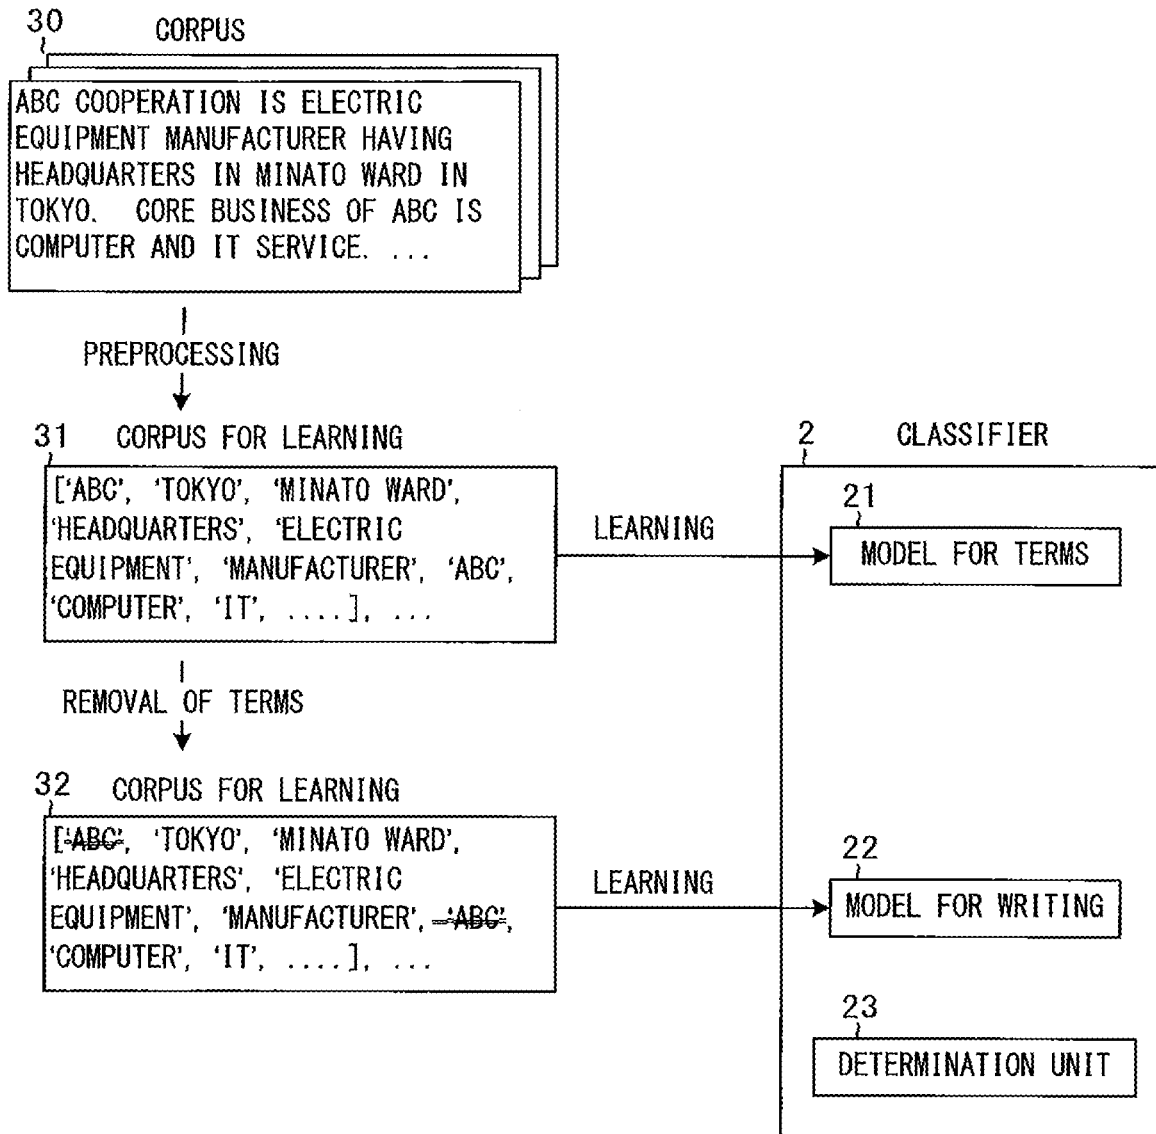 30 CORPUS
ABC COOPERATION IS ELECTRIC
EQUIPMENT MANUFACTURER HAVING
HEADQUARTERS IN MINATO WARD IN
TOKYO. CORE BUSINESS OF ABC IS
COMPUTER AND IT SERVICE. ...
PREPROCESSING
31 CORPUS FOR LEARNING
['ABC', 'TOKYO', 'MINATO WARD',
'HEADQUARTERS', 'ELECTRIC
EQUIPMENT', 'MANUFACTURER', 'ABC',
'COMPUTER', 'IT', ....], ...
LEARNING
2 CLASSIFIER
21
MODEL FOR TERMS
REMOVAL OF TERMS
32 CORPUS FOR LEARNING
['ABC', 'TOKYO', 'MINATO WARD',
'HEADQUARTERS', 'ELECTRIC
EQUIPMENT', 'MANUFACTURER', 'ABC',
'COMPUTER', 'IT', ....], ...
LEARNING
22
MODEL FOR WRITING
23
DETERMINATION UNIT